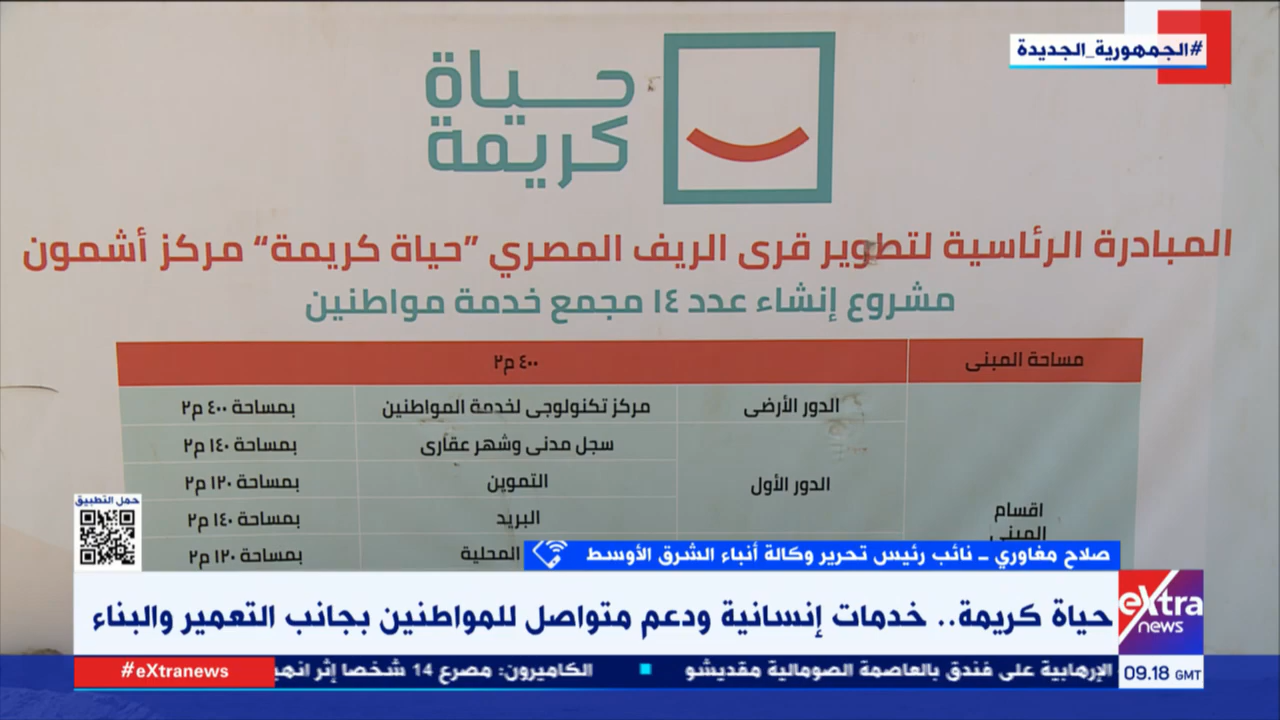 #الجمهورية_الجديدة
حياة
كريمة
المبادرة الرئاسية لتطوير قرى الريف المصري "حياة كريمة" مركز أشمون
مشروع إنشاء عدد ١٤ مجمع خدمة مواطنين
مساحة المبنى ٤٠٠ م٢
الدور الأرضى مركز تكنولوجى لخدمة المواطنين بمساحة ٤٠٠ م٢
سجل مدنى وشهر عقارى بمساحة ١٤٠ م٢
الدور الأول التموين بمساحة ١٢٠ م٢
اقسام المبنى
البريد بمساحة ١٤٠ م٢
المحلية بمساحة ١٢٠ م٢
حمل التطبيق
صلاح مغاوري - نائب رئيس تحرير وكالة أنباء الشرق الأوسط
حياة كريمة.. خدمات إنسانية ودعم متواصل للمواطنين بجانب التعمير والبناء
eXtra
news
الإرهابية على فندق بالعاصمة الصومالية مقديشو ■ الكاميرون: مصرع 14 شخصا إثر
#eXtranews
09.18 GMT